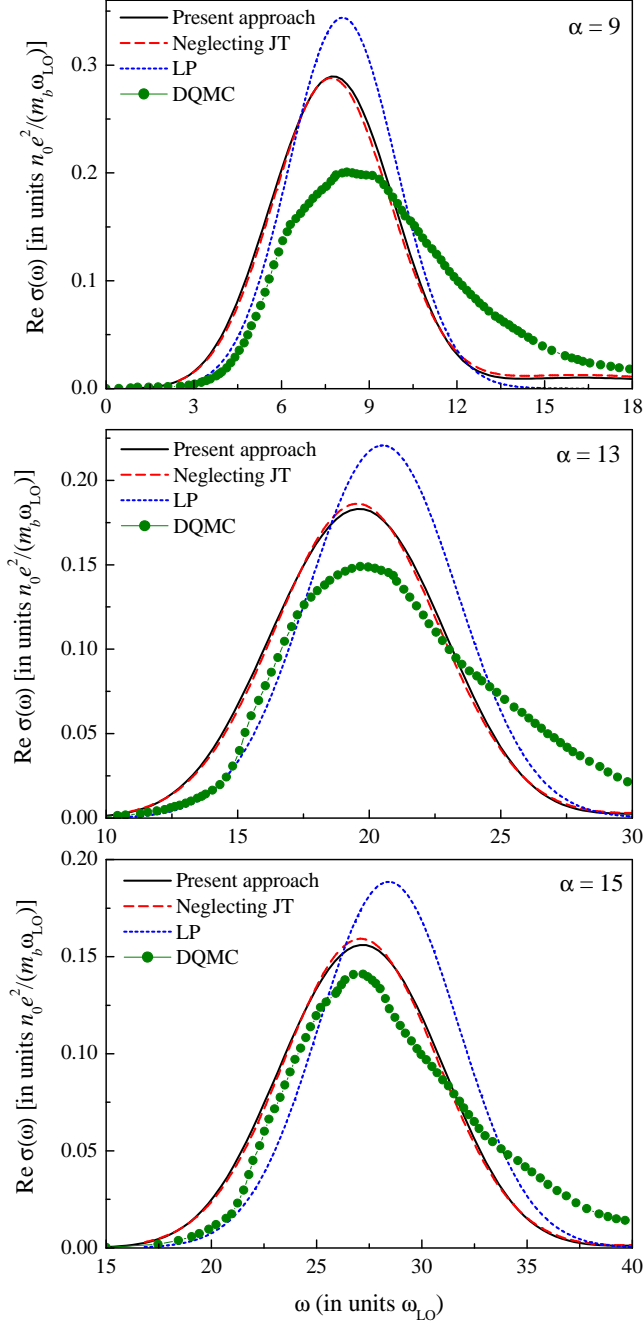 Present approach
Neglecting JT
LP
DQMC
α = 9
0.3
0.2
0.1
0.0
Re σ(ω) [in units n₀e²/(m_bω_LO)]
0 3 6 9 12 15 18
Present approach
Neglecting JT
LP
DQMC
α = 13
0.20
0.15
0.10
0.05
0.00
Re σ(ω) [in units n₀e²/(m_bω_LO)]
10 15 20 25 30
Present approach
Neglecting JT
LP
DQMC
α = 15
0.20
0.15
0.10
0.05
0.00
Re σ(ω) [in units n₀e²/(m_bω_LO)]
15 20 25 30 35 40
ω (in units ω_LO)